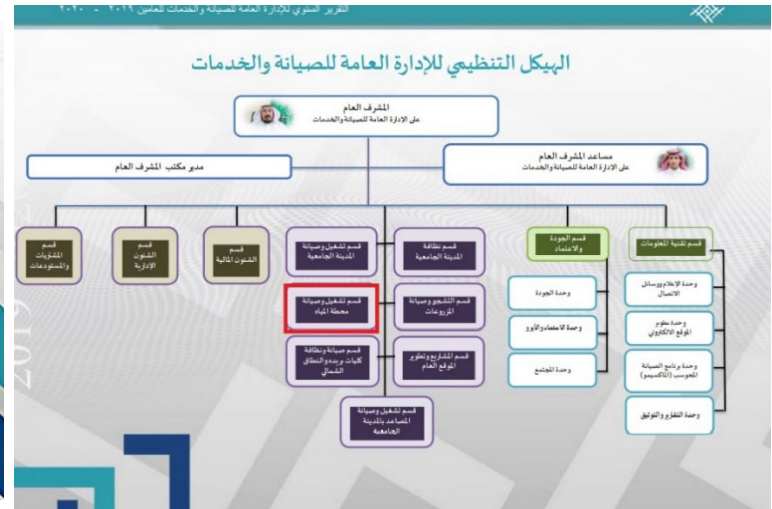 التقرير السنوي للإدارة العامة للصيانة والخدمات للعامين ٢٠١٩ - ٢٠٢٠
الهيكل التنظيمي للإدارة العامة للصيانة والخدمات
المشرف العام
على الإدارة العامة للصيانة والخدمات
مساعد المشرف العام
على الإدارة العامة للصيانة والخدمات
مدير مكتب المشرف العام
قسم تقنية المعلومات
قسم الجودة
والاعتماد
قسم نظافة
المدينة الجامعية
قسم تشغيل وصيانة
المدينة الجامعية
قسم
الشئون المالية
قسم
الشئون
الإدارية
قسم
المشتريات
والمستودعات
وحدة الإعلام ووسائل
الاتصال
وحدة الجودة
قسم التشجير وصيانة
المزروعات
قسم تشغيل وصيانة
محطة المياه
وحدة تطوير
الموقع الالكتروني
وحدة الاعتماد والأيزو
وحدة برنامج الصيانة
المحوسب (الماكسيمو)
وحدة المجتمع
قسم المشاريع وتطوير
الموقع العام
قسم صيانة ونظافة
كليات بريده والنطاق
الشمالي
وحدة التقارير والتوثيق
قسم تشغيل وصيانة
المصاعد بالمدينة
الجامعية
2019